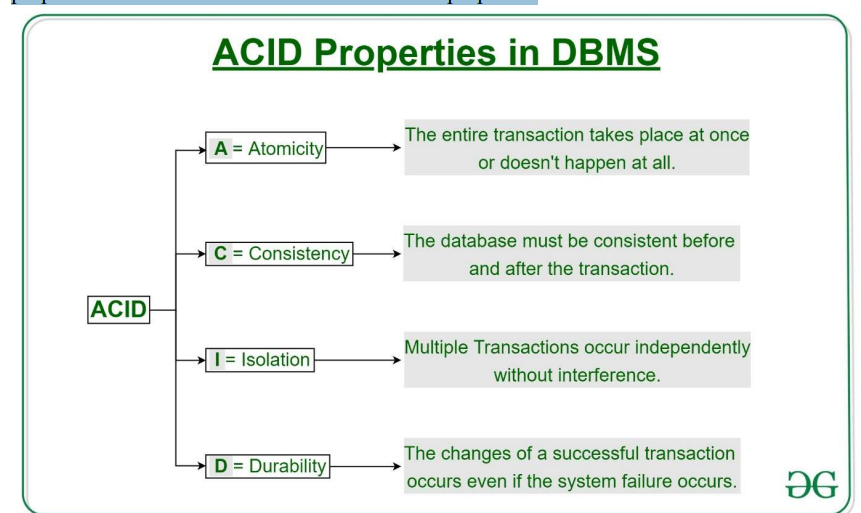 ACID Properties in DBMS
A = Atomicity
The entire transaction takes place at once
or doesn't happen at all.
C = Consistency
The database must be consistent before
and after the transaction.
ACID
I = Isolation
Multiple Transactions occur independently
without interference.
D = Durability
The changes of a successful transaction
occurs even if the system failure occurs.